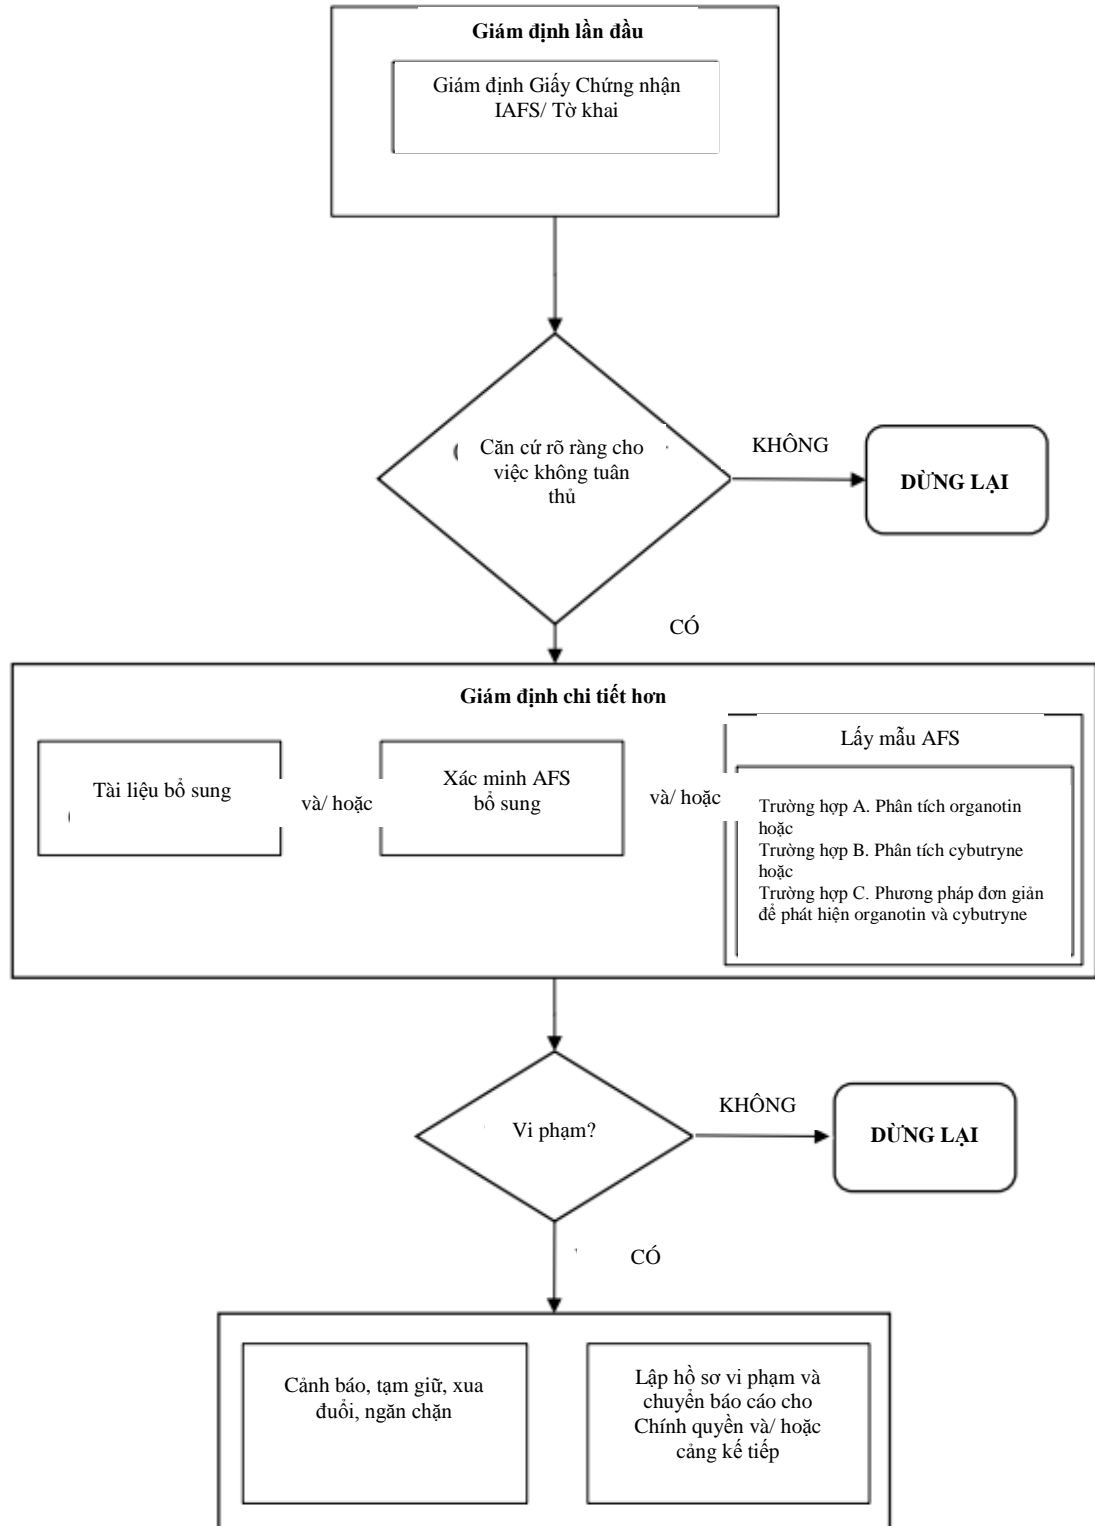 Giám định lần đầu
Giám định Giấy Chứng nhận
IAFS/ Tờ khai
Căn cứ rõ ràng cho
việc không tuân
thủ
KHÔNG
DỪNG LẠI
CÓ
Giám định chi tiết hơn
Tài liệu bổ sung
và/ hoặc
Xác minh AFS
bổ sung
và/ hoặc
Lấy mẫu AFS
Trường hợp A. Phân tích organotin
hoặc
Trường hợp B. Phân tích cybutryne
hoặc
Trường hợp C. Phương pháp đơn giản
để phát hiện organotin và cybutryne
Vi phạm?
KHÔNG
DỪNG LẠI
CÓ
Cảnh báo, tạm giữ, xua
đuổi, ngăn chặn
Lập hồ sơ vi phạm và
chuyển báo cáo cho
Chính quyền và/ hoặc
cảng kế tiếp